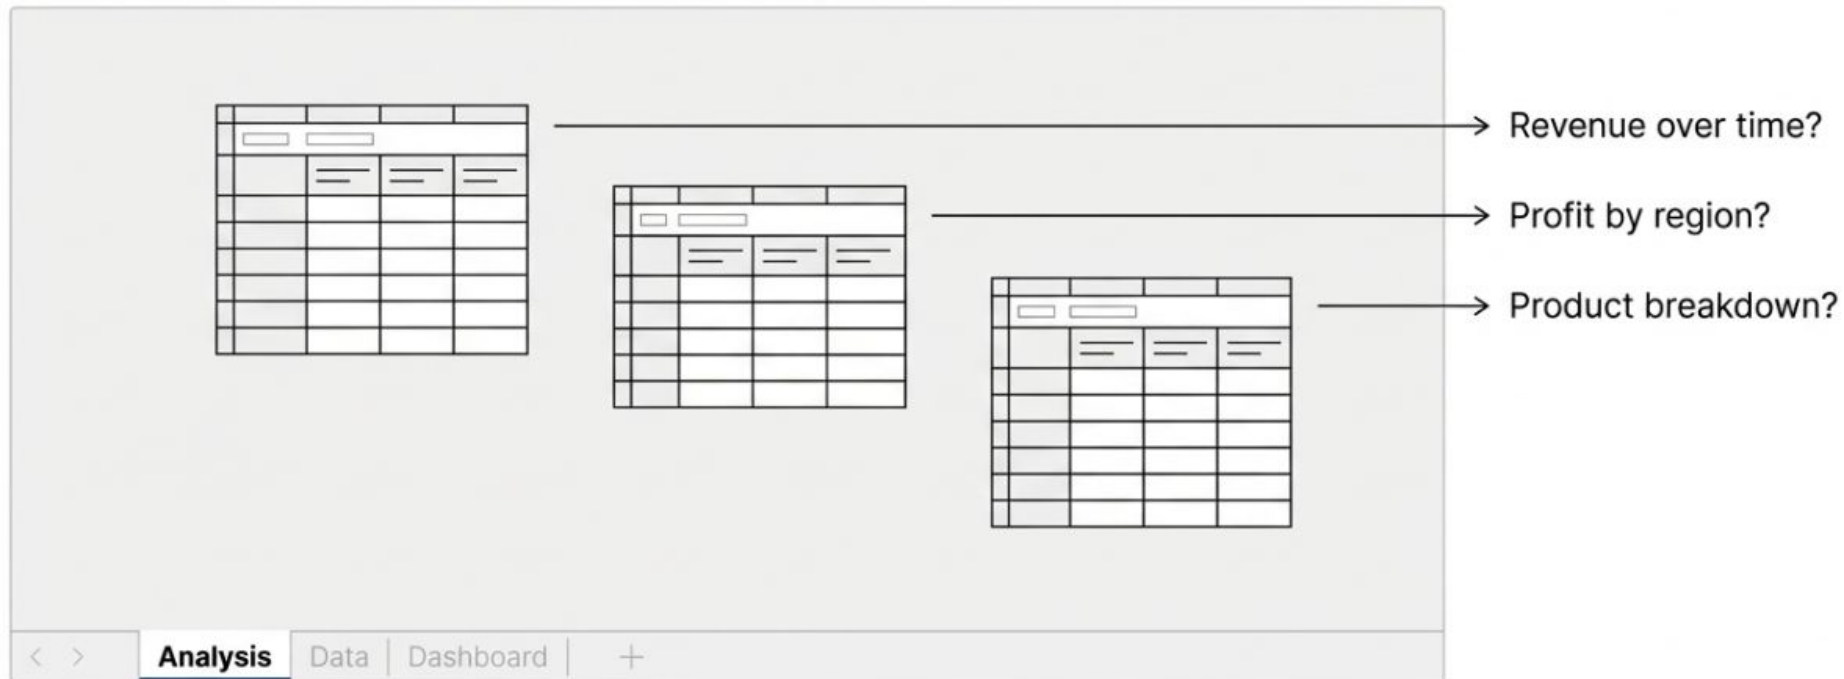 Revenue over time?
Profit by region?
Product breakdown?
Analysis Data Dashboard +